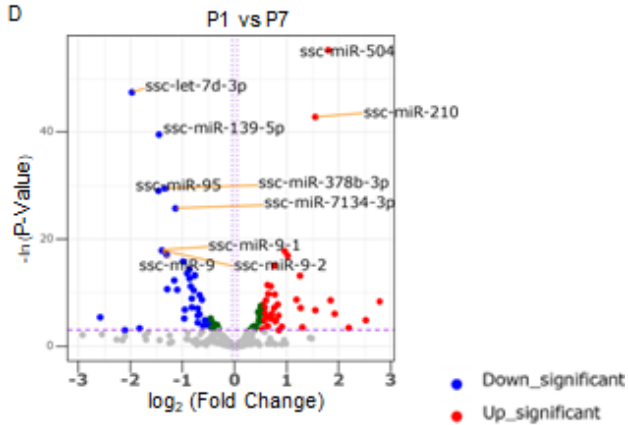 D
P1 vs P7
ssc-miR-504
ssc-let-7d-3p
ssc-miR-210
ssc-miR-139-5p
ssc-miR-95
ssc-miR-378b-3p
ssc-miR-7134-3p
ssc-miR-9-1
ssc-miR-9
ssc-miR-9-2
-ln (P-Value)
40
20
0
-3
-2
-1
0
1
2
3
log2 (Fold Change)
Down_significant
Up_significant